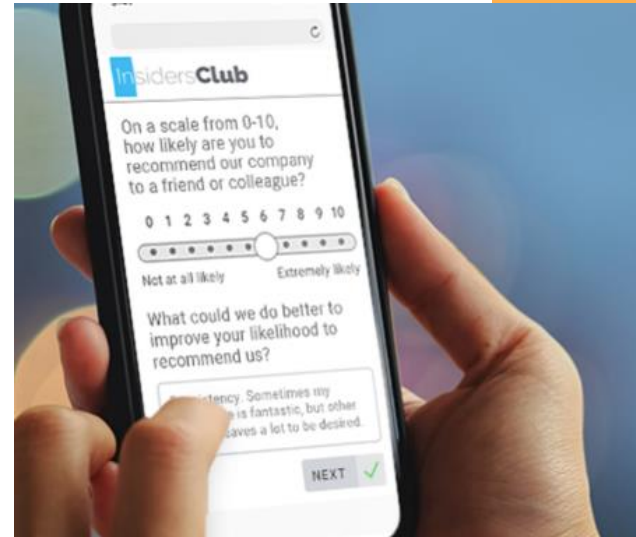 InsidersClub
On a scale from 0-10,
how likely are you to
recommend our company
to a friend or colleague?
0 1 2 3 4 5 6 7 8 9 10
Not at all likely Extremely likely
What could we do better to
improve your likelihood to
recommend us?
Sometimes my
is fantastic, but other
a lot to be desired.
NEXT